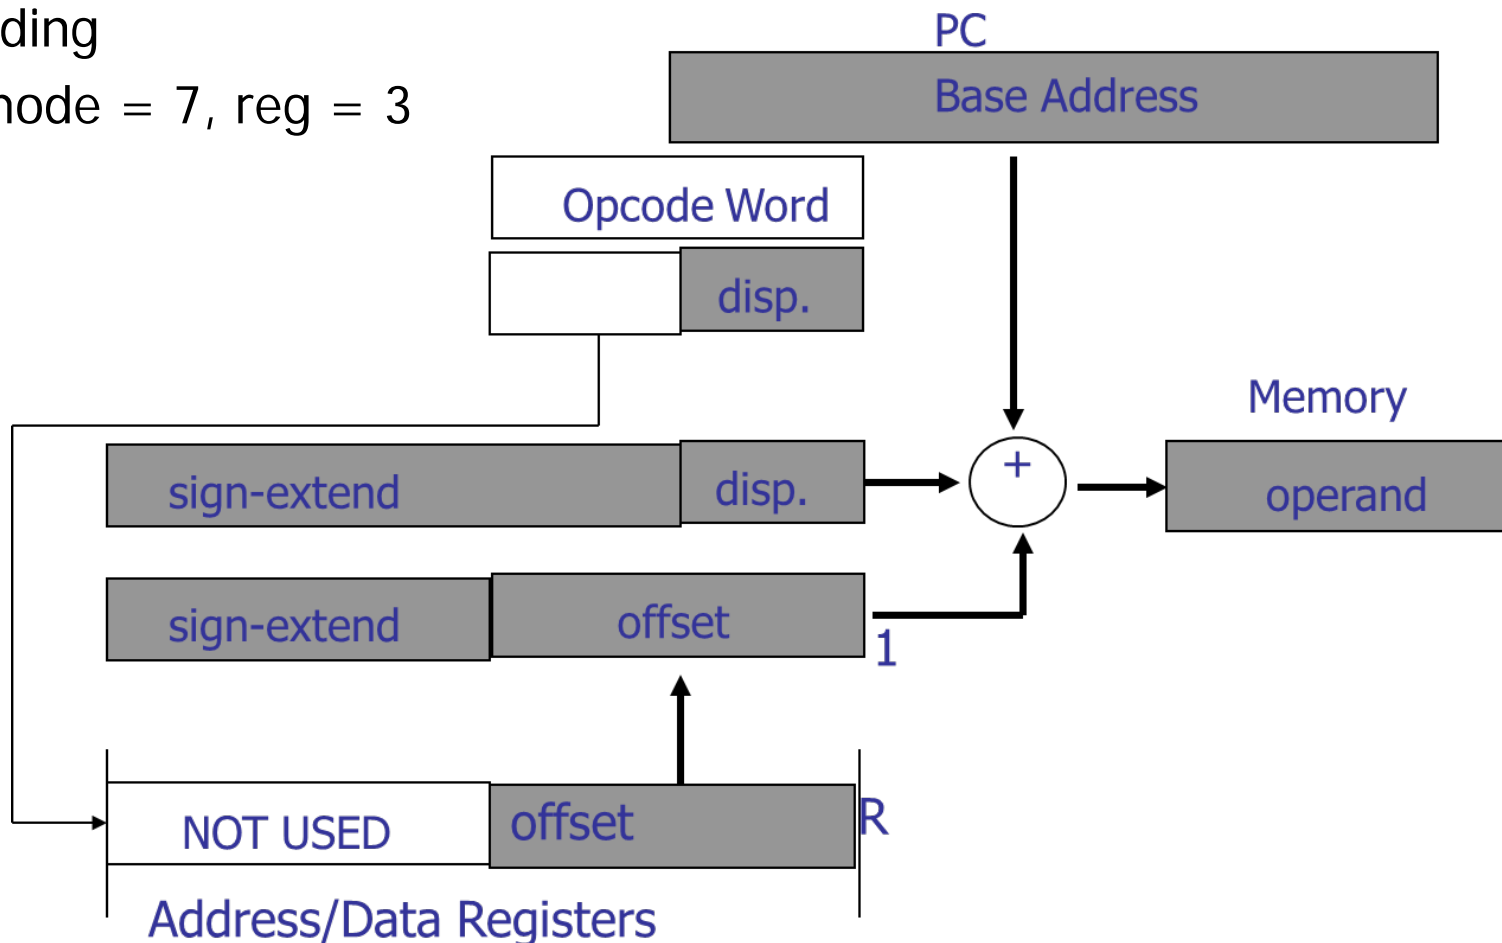 ding
PC
node = 7, reg = 3
Base Address
Opcode Word
disp.
Memory
+
sign-extend
disp.
operand
sign-extend
offset
1
NOT USED
offset
R
Address/Data Registers